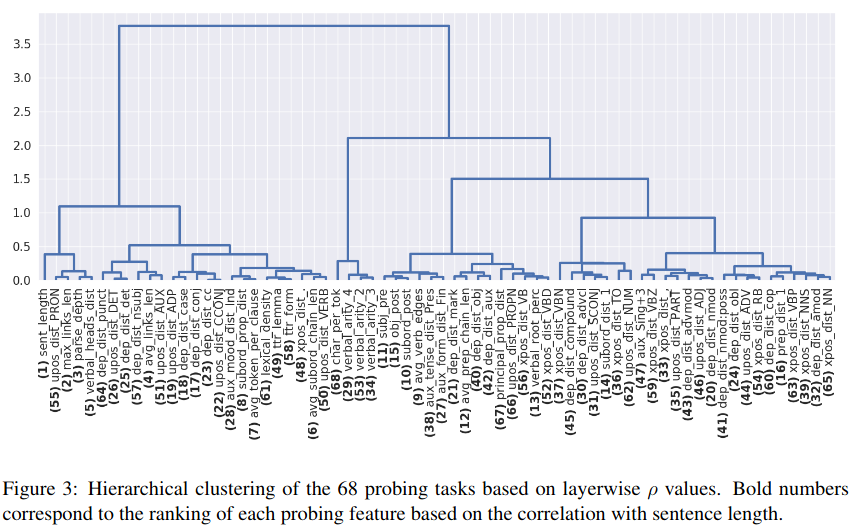 3.5
3.0
2.5
2.0
1.5
1.0
0.5
0.0
(1) sent_length
(55) upos_dist_PRON
(2) max_links_len
(3) parse_depth
(5) verbal_heads_dist
(64) dep_dist_punct
(26) upos_dist_DET
(25) dep_dist_det
(57) dep_dist_nsubj
(4) avg_links_len
(51) upos_dist_AUX
(19) upos_dist_ADP
(18) dep_dist_case
(17) dep_dist_conj
(23) dep_dist_cc
(22) upos_dist_CCONJ
(28) aux_mood_dist_Ind
(8) subord_prop_dist
(7) avg_token_per_clause
(61) lexical_density
(49) ttr_lemma
(58) ttr_form
(48) xpos_dist_.
(6) avg_subord_chain_len
(50) upos_dist_VERB
(68) char_per_tok
(29) verbal_arity_4
(53) verbal_arity_2
(34) verbal_arity_3
(11) subj_pre
(15) obj_post
(10) subord_post
(9) avg_verb_edges
(38) aux_tense_dist_Pres
(27) aux_form_dist_Fin
(21) dep_dist_mark
(12) avg_prep_chain_len
(40) dep_dist_obj
(42) dep_dist_aux
(67) principal_prop_dist
(66) upos_dist_PROPN
(56) xpos_dist_VB
(13) verbal_root_perc
(52) xpos_dist_VBD
(37) xpos_dist_VBN
(45) dep_dist_compound
(30) dep_dist_advcl
(31) upos_dist_SCONJ
(14) subord_dist_1
(36) xpos_dist_TO
(62) upos_dist_NUM
(47) aux_Sing+3
(59) xpos_dist_VBZ
(33) xpos_dist_,
(35) upos_dist_PART
(43) dep_dist_advmod
(46) upos_dist_ADJ
(20) dep_dist_nmod
(41) dep_dist_nmod:poss
(24) dep_dist_obl
(44) upos_dist_ADV
(54) xpos_dist_RB
(60) dep_dist_cop
(16) prep_dist_1
(63) xpos_dist_VBP
(39) xpos_dist_NNS
(32) dep_dist_amod
(65) xpos_dist_NN
Figure 3: Hierarchical clustering of the 68 probing tasks based on layerwise ρ values. Bold numbers
correspond to the ranking of each probing feature based on the correlation with sentence length.